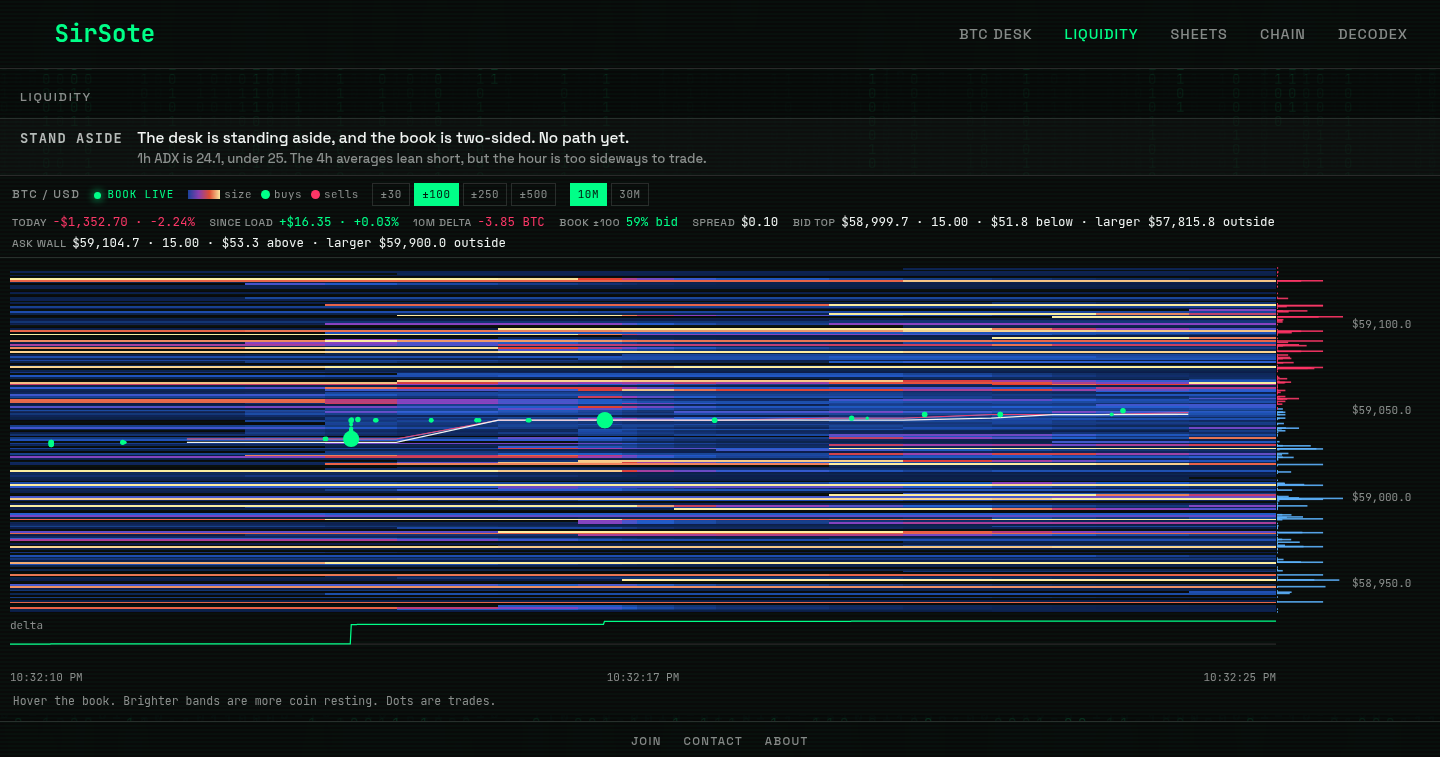 SirSote
BTC DESK LIQUIDITY SHEETS CHAIN DECODEX
LIQUIDITY
STAND ASIDE The desk is standing aside, and the book is two-sided. No path yet.
1h ADX is 24.1, under 25. The 4h averages lean short, but the hour is too sideways to trade.
BTC / USD BOOK LIVE size buys sells ±30 ±100 ±250 ±500 10M 30M
TODAY -$1,352.70 · -2.24% SINCE LOAD +$16.35 · +0.03% 10M DELTA -3.85 BTC BOOK ±100 59% bid SPREAD $0.10 BID TOP $58,999.7 · 15.00 · $51.8 below · larger $57,815.8 outside
ASK WALL $59,104.7 · 15.00 · $53.3 above · larger $59,900.0 outside
$59,100.0
$59,050.0
$59,000.0
$58,950.0
delta
10:32:10 PM 10:32:17 PM 10:32:25 PM
Hover the book. Brighter bands are more coin resting. Dots are trades.
JOIN CONTACT ABOUT